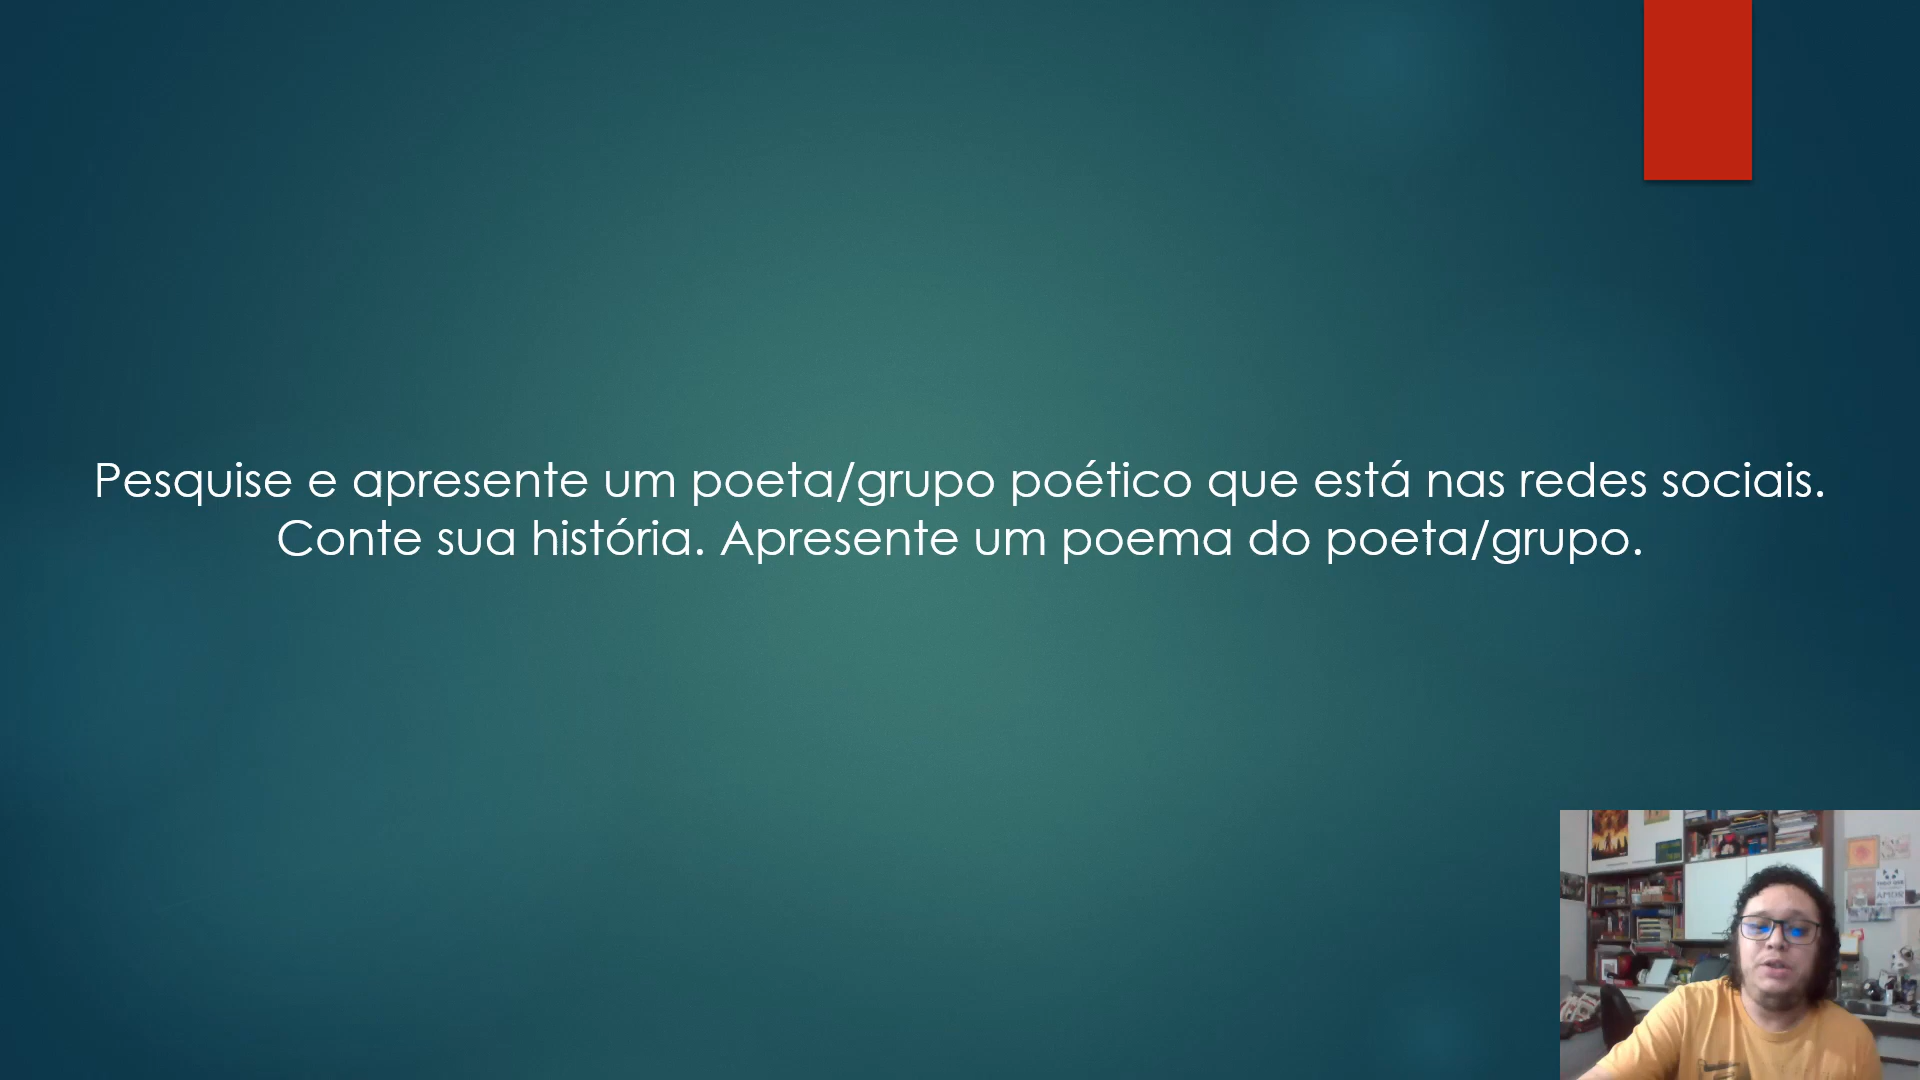 Pesquise e apresente um poeta/grupo poético que está nas redes sociais.
Conte sua história. Apresente um poema do poeta/grupo.